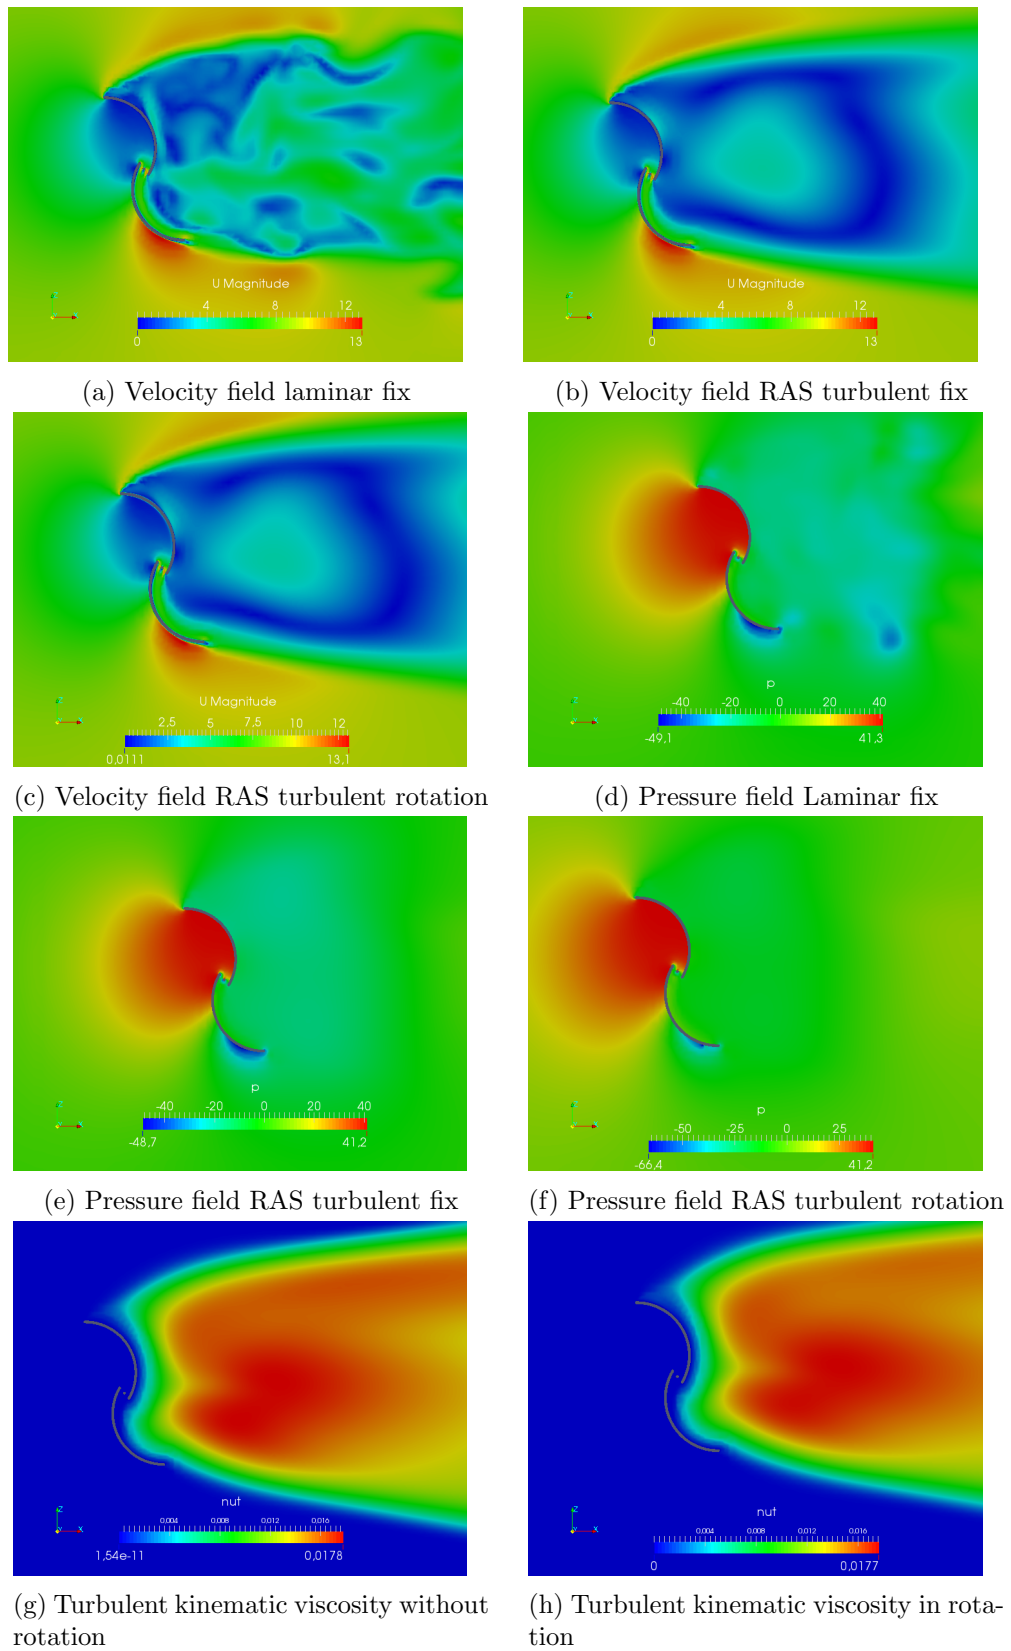 U Magnitude
4 8 12
0 13
U Magnitude
4 8 12
0 13
(a) Velocity field laminar fix
(b) Velocity field RAS turbulent fix
U Magnitude
2,5 5 7,5 10 12
0,0111 13,1
p
-40 -20 0 20 40
-49,1 41,3
(c) Velocity field RAS turbulent rotation
(d) Pressure field Laminar fix
p
-40 -20 0 20 40
-48,7 41,2
p
-50 -25 0 25
-66,4 41,2
(e) Pressure field RAS turbulent fix
(f) Pressure field RAS turbulent rotation
nut
0,004 0,008 0,012 0,016
1,54e-11 0,0178
nut
0,004 0,008 0,012 0,016
0 0,0177
(g) Turbulent kinematic viscosity without
rotation
(h) Turbulent kinematic viscosity in rota-
tion